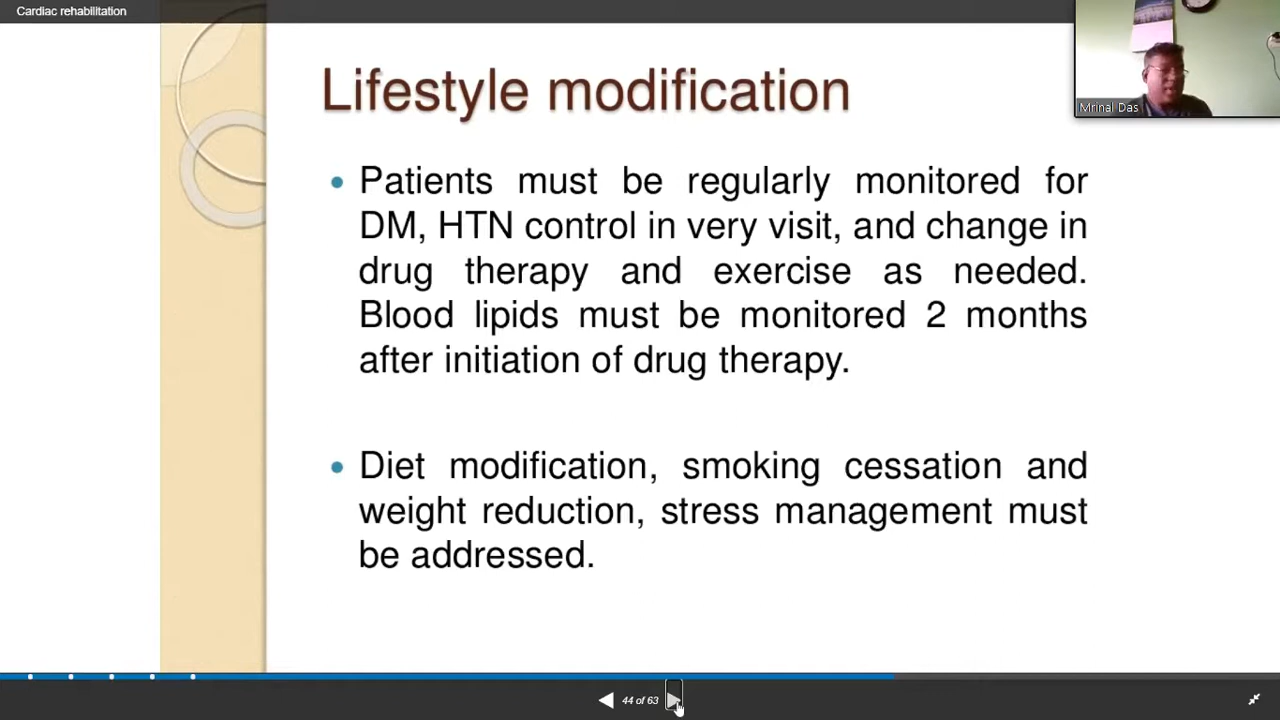 Cardiac rehabilitation
Lifestyle modification
Mrinal Das
• Patients must be regularly monitored for
DM, HTN control in very visit, and change in
drug therapy and exercise as needed.
Blood lipids must be monitored 2 months
after initiation of drug therapy.
• Diet modification, smoking cessation and
weight reduction, stress management must
be addressed.
44 of 63